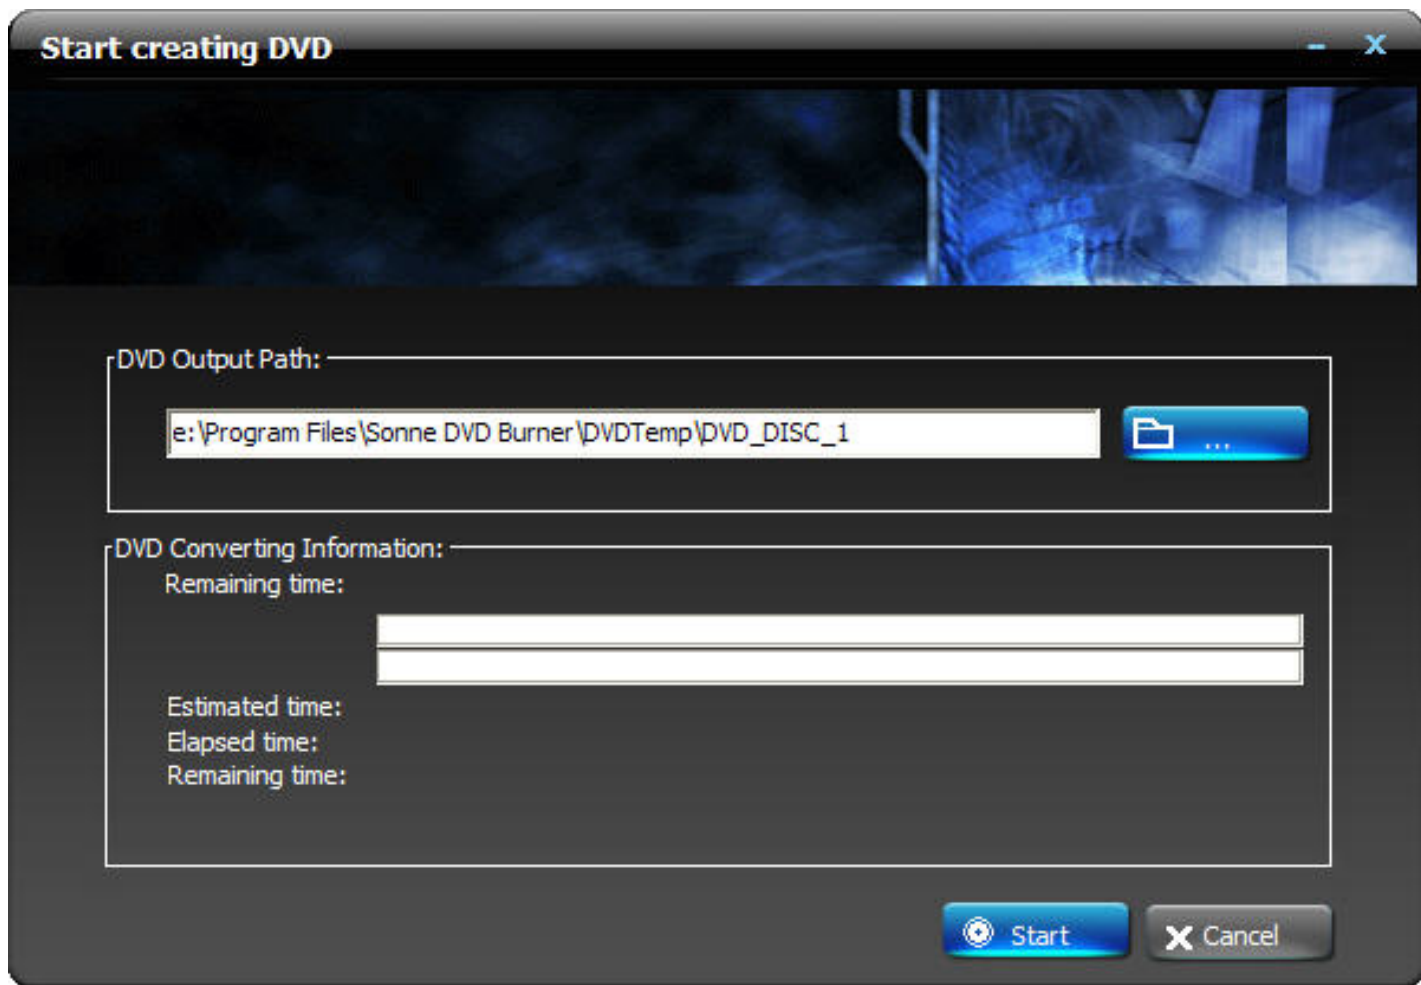 Start creating DVD
DVD Output Path:
e:\Program Files\Sonne DVD Burner\DVDTemp\DVD_DISC_1
...
DVD Converting Information:
Remaining time:
Estimated time:
Elapsed time:
Remaining time:
Start
Cancel